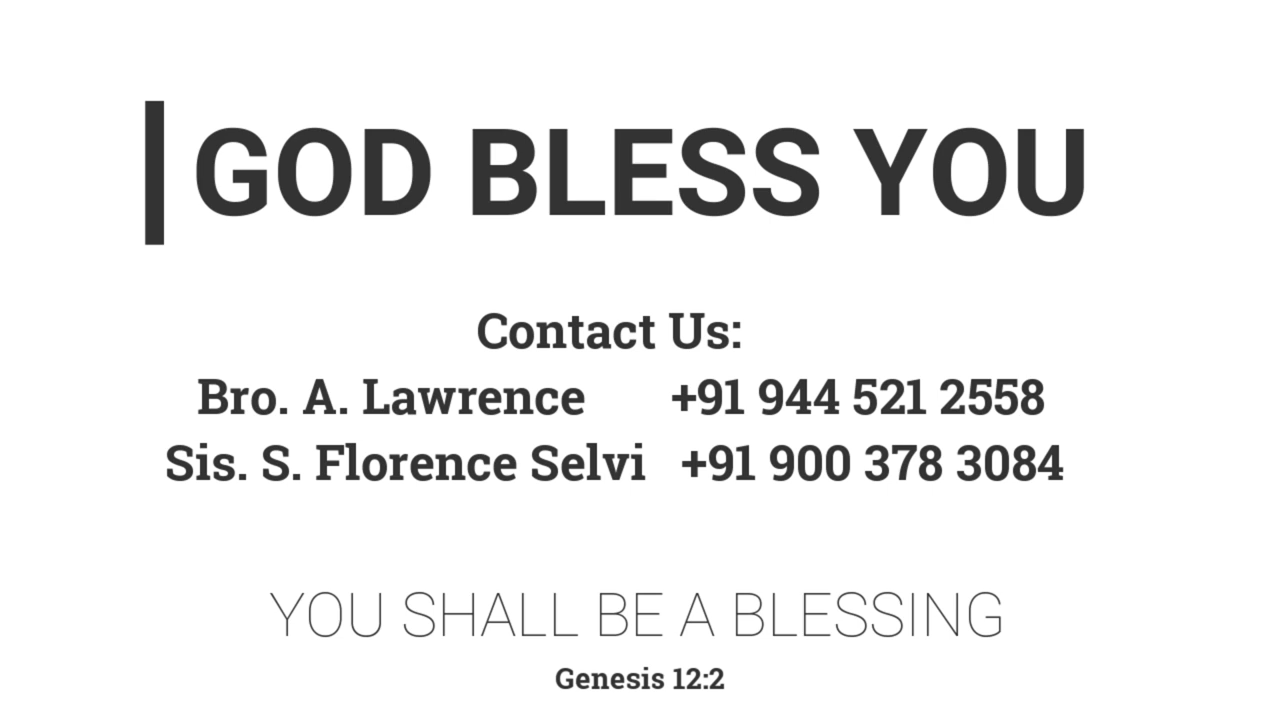 GOD BLESS YOU
Contact Us:
Bro. A. Lawrence +91 944 521 2558
Sis. S. Florence Selvi +91 900 378 3084
YOU SHALL BE A BLESSING
Genesis 12:2